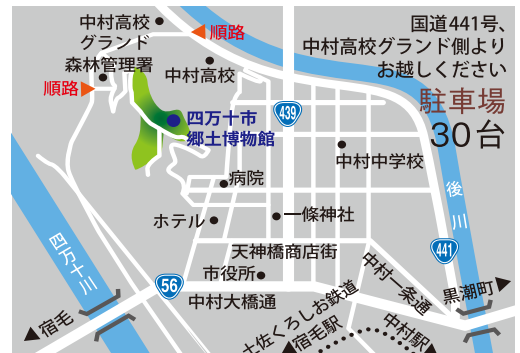 中村高校
グランド
順路
国道441号、
中村高校グランド側より
お越しください
駐車場
30台
森林管理署
中村高校
順路
四万十市
郷土博物館
439
中村中学校
病院
後川
ホテル
一條神社
天神橋商店街
441
四万十川
市役所
56
中村大橋通
中村一条通
黒潮町
宿毛
土佐くろしお鉄道
宿毛駅
中村駅